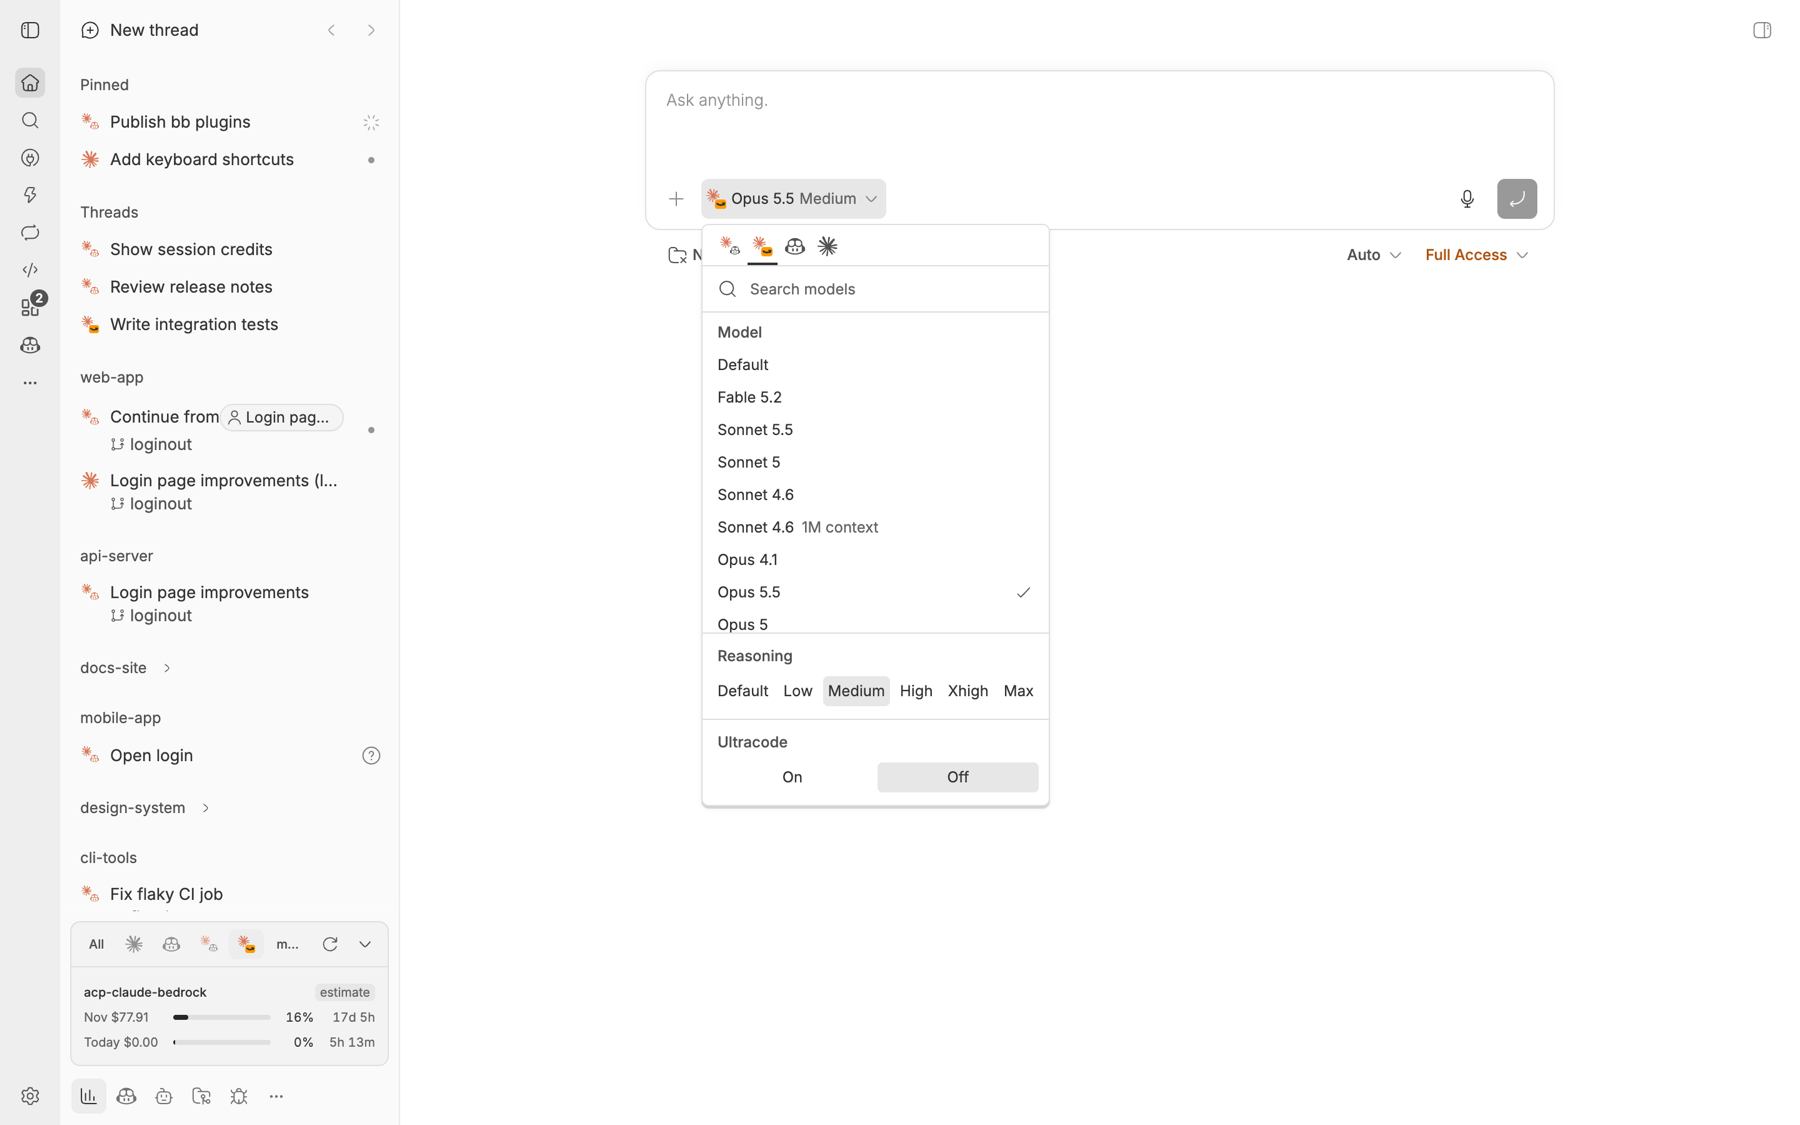 New thread
Pinned
Publish bb plugins
Add keyboard shortcuts
Threads
Show session credits
Review release notes
Write integration tests
2
web-app
Continue from Login pag...
loginout
Login page improvements (l...
loginout
api-server
Login page improvements
loginout
docs-site
mobile-app
Open login
design-system
cli-tools
Fix flaky CI job
All m...
acp-claude-bedrock estimate
Nov $77.91 16% 17d 5h
Today $0.00 0% 5h 13m
Ask anything.
Opus 5.5 Medium
Auto Full Access
Search models
Model
Default
Fable 5.2
Sonnet 5.5
Sonnet 5
Sonnet 4.6
Sonnet 4.6 1M context
Opus 4.1
Opus 5.5
Opus 5
Reasoning
Default Low Medium High Xhigh Max
Ultracode
On Off